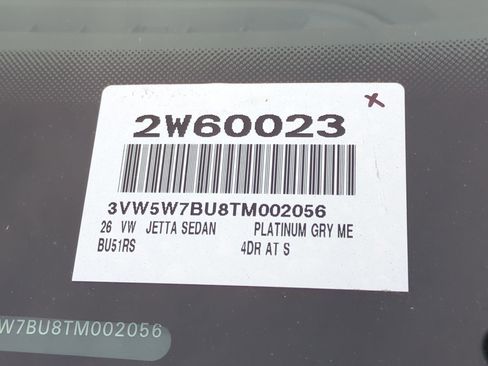 x
2W60023
3VW5W7BU8TM002056
26 VW JETTA SEDAN PLATINUM GRY ME
BU51RS 4DR AT S
W7BU8TM002056